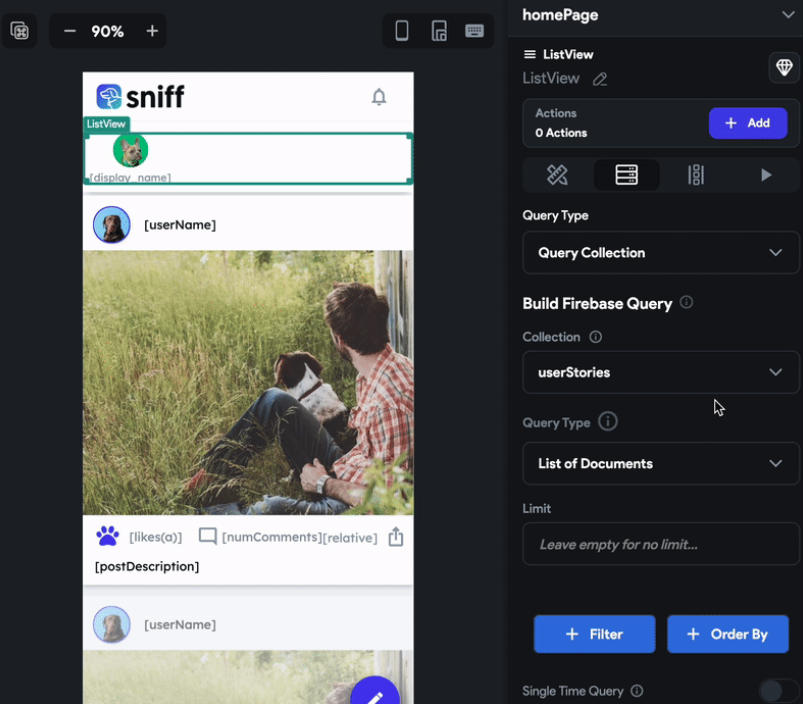 90%
sniff
ListView
[display_name]
[userName]
[likes(a)] [numComments][relative]
[postDescription]
[userName]
homePage
ListView
ListView
Actions
0 Actions
+ Add
Query Type
Query Collection
Build Firebase Query
Collection
userStories
Query Type
List of Documents
Limit
Leave empty for no limit...
+ Filter
+ Order By
Single Time Query